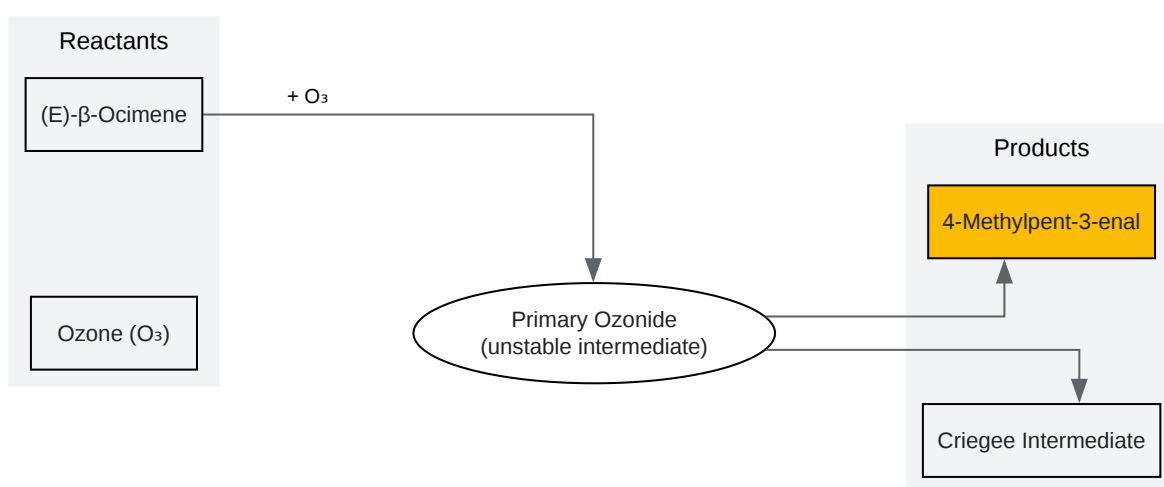 Reactants
(E)-β-Ocimene
+ O₃
Ozone (O₃)
Primary Ozonide
(unstable intermediate)
Products
4-Methylpent-3-enal
Criegee Intermediate